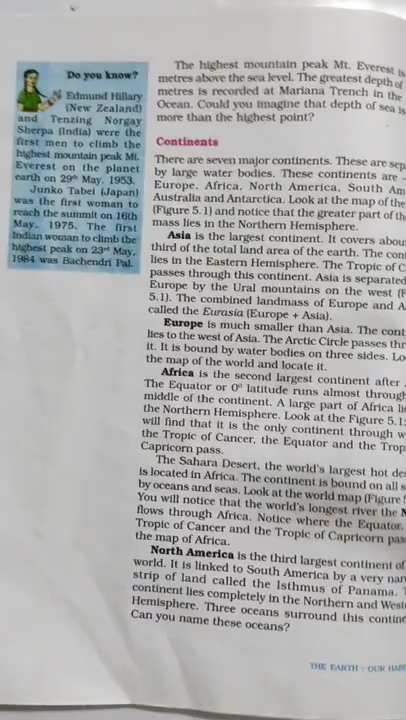 Do you know?
Edmund Hillary
(New Zealand)
and Tenzing Norgay
Sherpa (India) were the
first men to climb the
highest mountain peak Mt.
Everest on the planet
earth on 29th May, 1953.
Junko Tabei (Japan)
was the first woman to
reach the summit on 16th
May, 1975. The first
Indian woman to climb the
highest peak on 23rd May,
1984 was Bachendri Pal.
The highest mountain peak Mt. Everest is
metres above the sea level. The greatest depth of
metres is recorded at Mariana Trench in the
Ocean. Could you imagine that depth of sea is
more than the highest point?
Continents
There are seven major continents. These are sep
by large water bodies. These continents are –
Europe, Africa, North America, South Am
Australia and Antarctica. Look at the map of the
(Figure 5.1) and notice that the greater part of th
mass lies in the Northern Hemisphere.
Asia is the largest continent. It covers about
third of the total land area of the earth. The cont
lies in the Eastern Hemisphere. The Tropic of C
passes through this continent. Asia is separated
Europe by the Ural mountains on the west (F
5.1). The combined landmass of Europe and A
called the Eurasia (Europe + Asia).
Europe is much smaller than Asia. The cont
lies to the west of Asia. The Arctic Circle passes thr
it. It is bound by water bodies on three sides. Lo
the map of the world and locate it.
Africa is the second largest continent after
The Equator or 0° latitude runs almost through
middle of the continent. A large part of Africa lie
the Northern Hemisphere. Look at the Figure 5.1;
will find that it is the only continent through w
the Tropic of Cancer, the Equator and the Trop
Capricorn pass.
The Sahara Desert, the world's largest hot des
is located in Africa. The continent is bound on all s
by oceans and seas. Look at the world map (Figure 5
You will notice that the world's longest river the N
flows through Africa. Notice where the Equator,
Tropic of Cancer and the Tropic of Capricorn pas
the map of Africa.
North America is the third largest continent of
world. It is linked to South America by a very nar
strip of land called the Isthmus of Panama. T
continent lies completely in the Northern and West
Hemisphere. Three oceans surround this contine
Can you name these oceans?
THE EARTH : OUR HABI